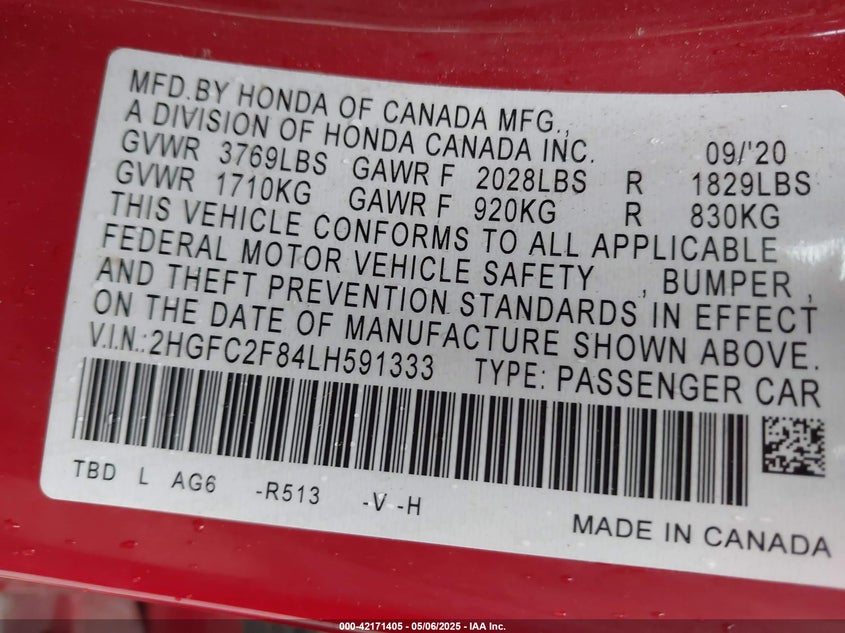 MFD.BY HONDA OF CANADA MFG.,
A DIVISION OF HONDA CANADA INC. 09/'20
GVWR 3769LBS GAWR F 2028LBS R 1829LBS
GVWR 1710KG GAWR F 920KG R 830KG
THIS VEHICLE CONFORMS TO ALL APPLICABLE
FEDERAL MOTOR VEHICLE SAFETY , BUMPER ,
AND THEFT PREVENTION STANDARDS IN EFFECT
ON THE DATE OF MANUFACTURE SHOWN ABOVE.
V.I.N.:2HGFC2F84LH591333 TYPE: PASSENGER CAR
TBD L AG6 -R513 -V -H
MADE IN CANADA
000-42171405 - 05/06/2025 - IAA Inc.